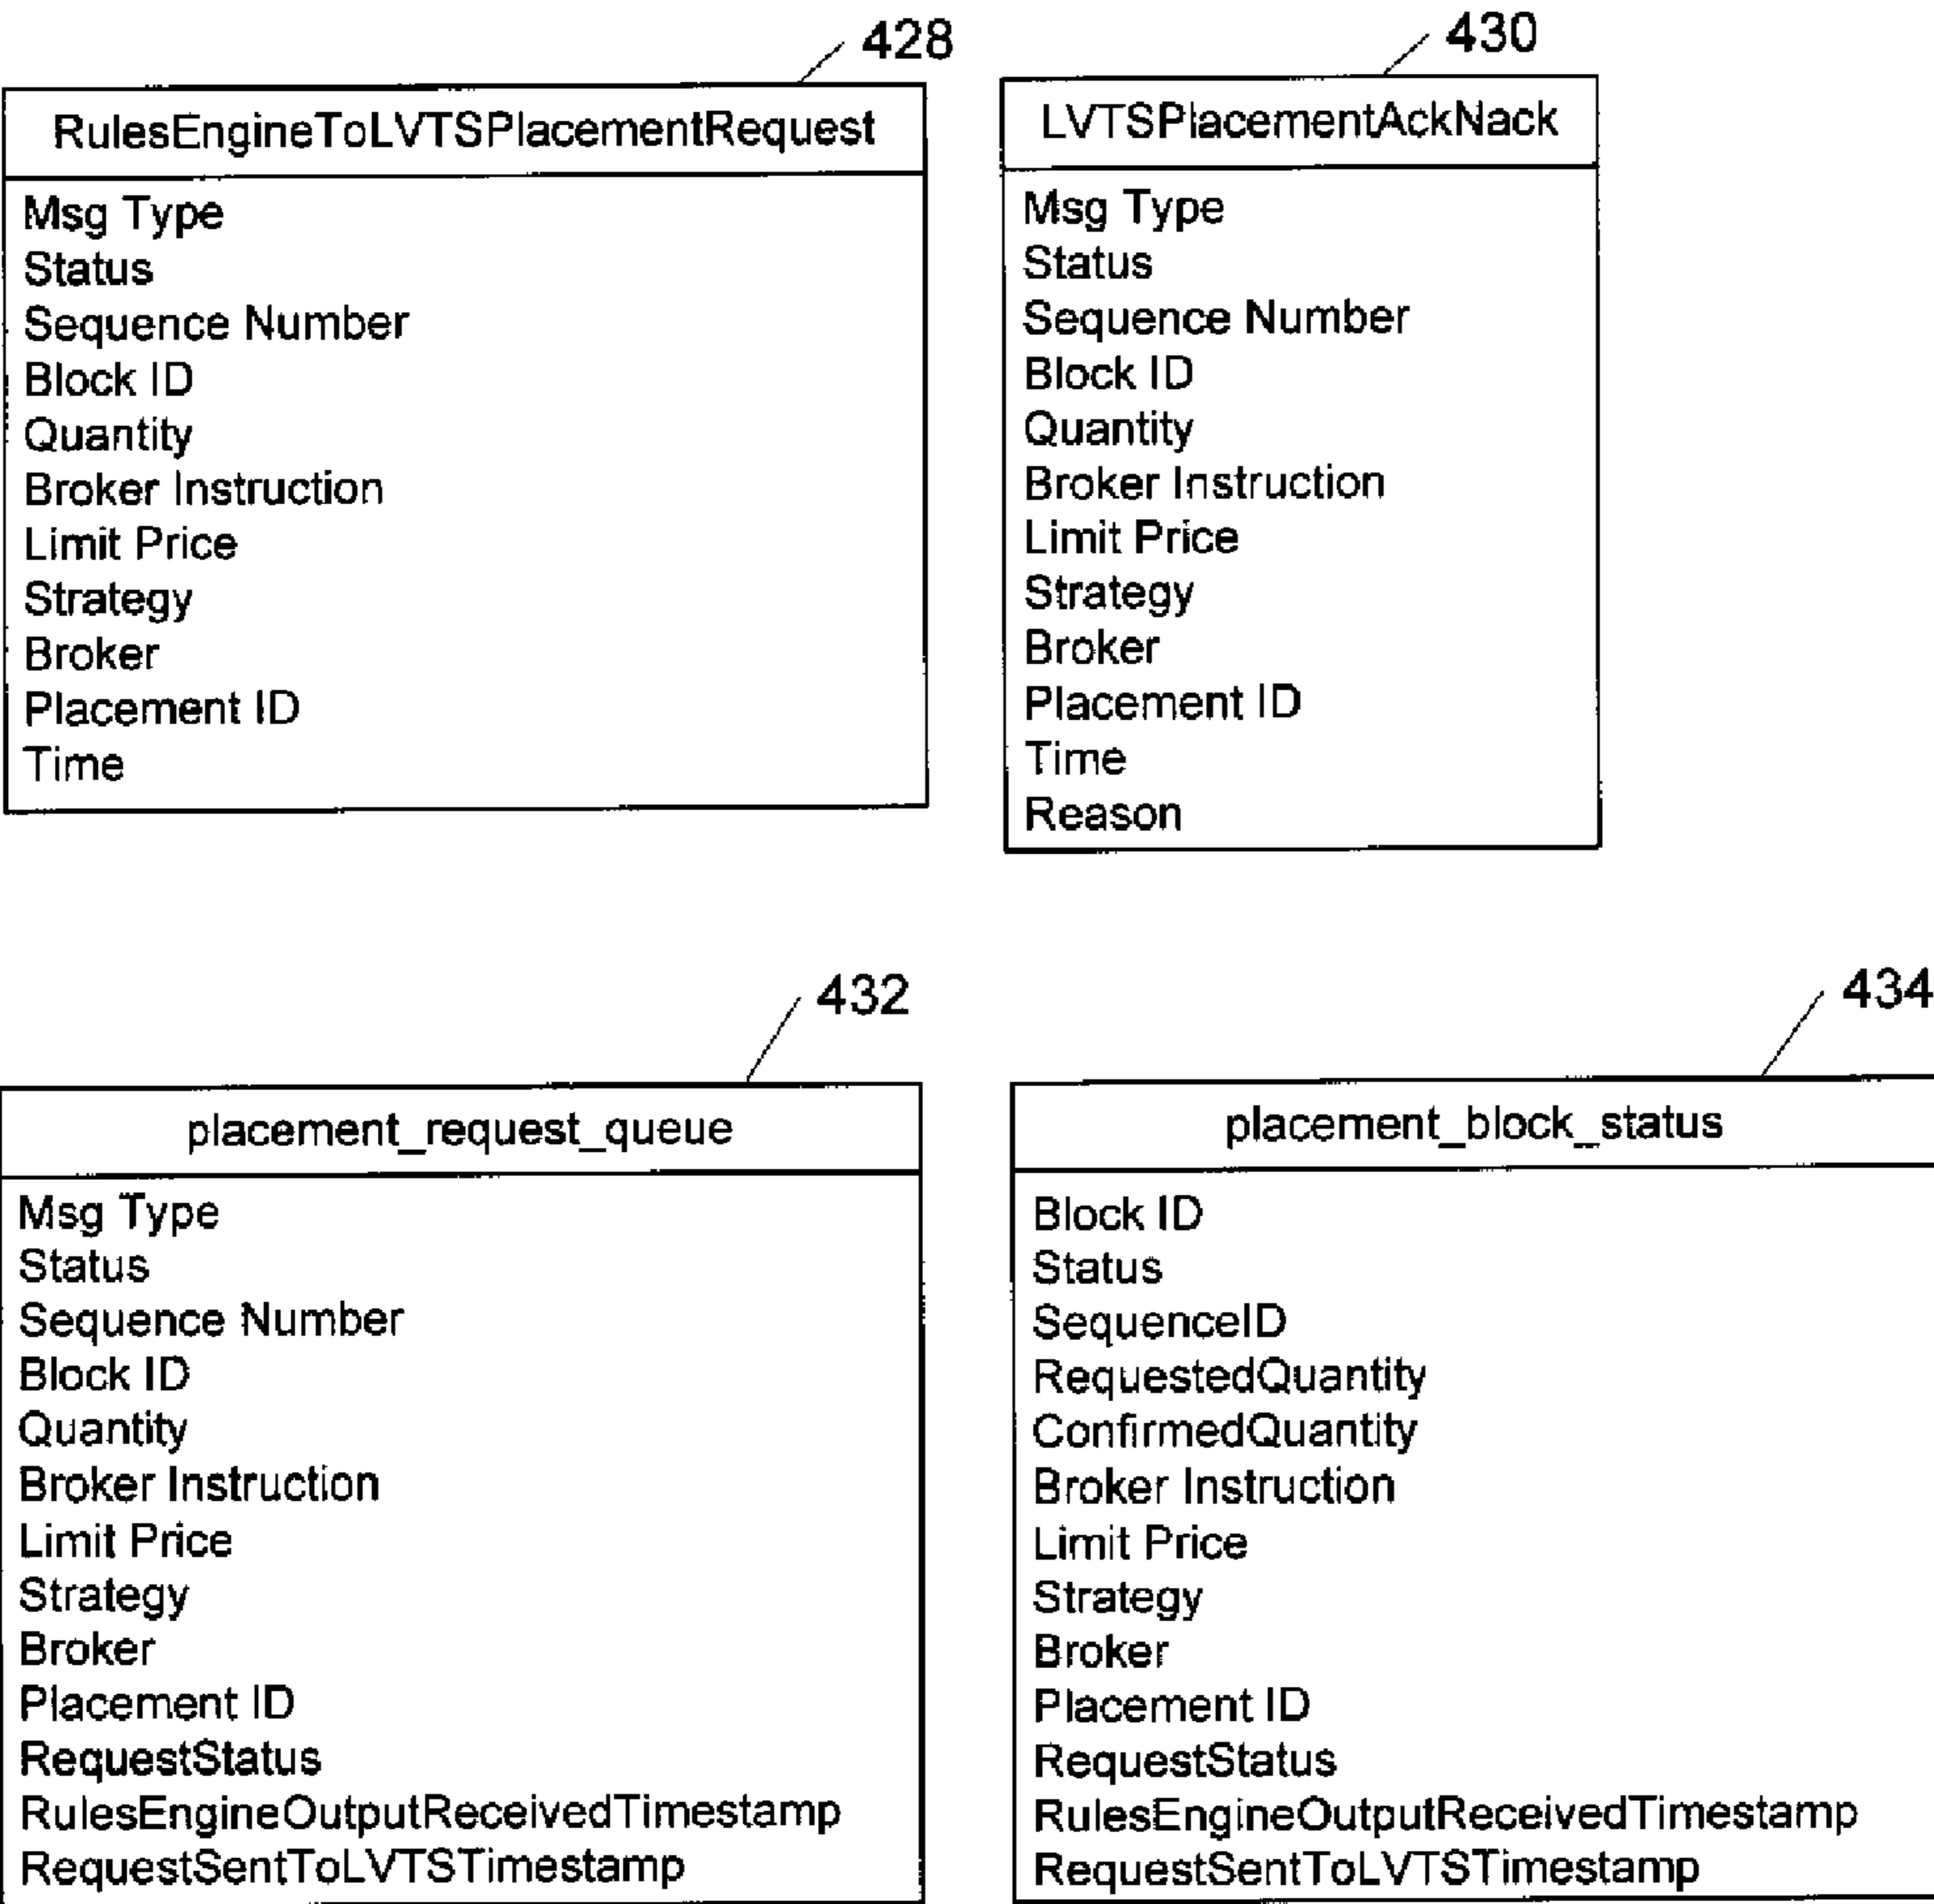 428
RulesEngineToLVTSPlacementRequest
Msg Type
Status
Sequence Number
Block ID
Quantity
Broker Instruction
Limit Price
Strategy
Broker
Placement ID
Time
430
LVTSPlacementAckNack
Msg Type
Status
Sequence Number
Block ID
Quantity
Broker Instruction
Limit Price
Strategy
Broker
Placement ID
Time
Reason
432
placement_request_queue
Msg Type
Status
Sequence Number
Block ID
Quantity
Broker Instruction
Limit Price
Strategy
Broker
Placement ID
RequestStatus
RulesEngineOutputReceivedTimestamp
RequestSentToLVTSTimestamp
434
placement_block_status
Block ID
Status
SequenceID
RequestedQuantity
ConfirmedQuantity
Broker Instruction
Limit Price
Strategy
Broker
Placement ID
RequestStatus
RulesEngineOutputReceivedTimestamp
RequestSentToLVTSTimestamp